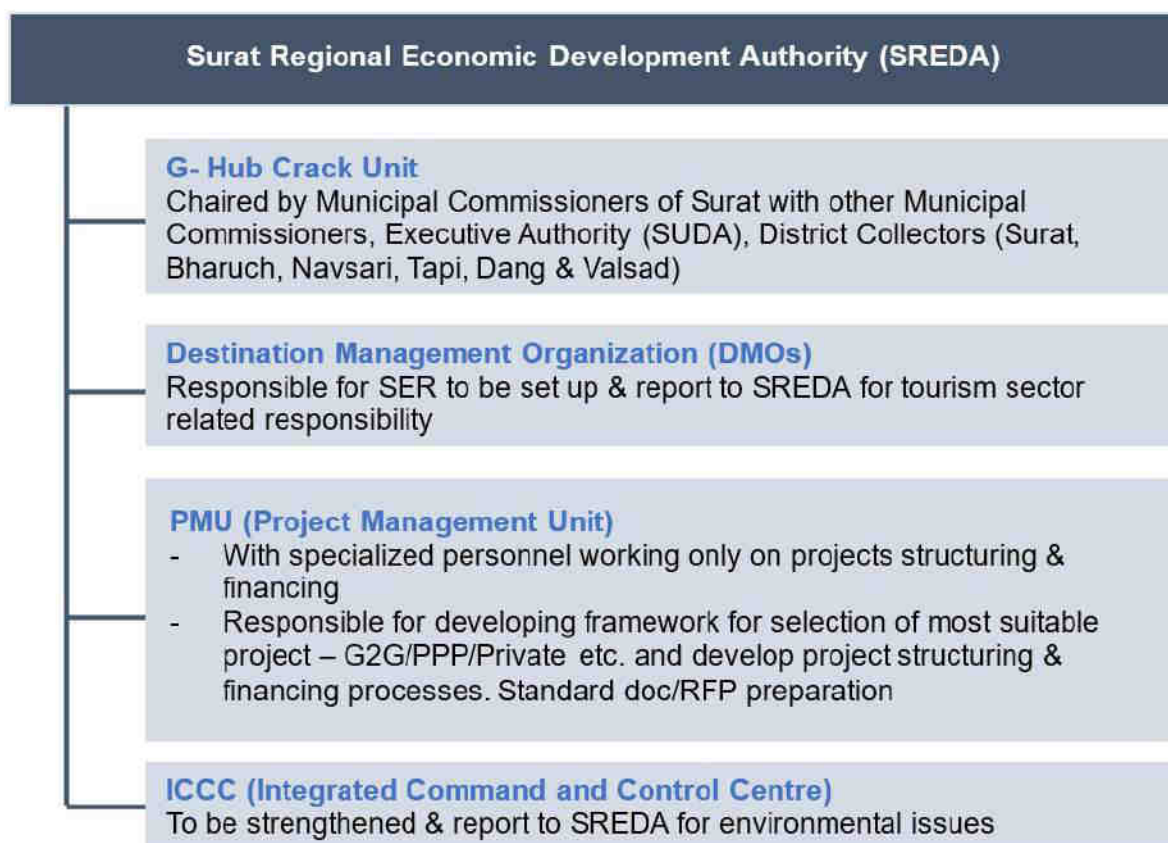 Surat Regional Economic Development Authority (SREDA)
G- Hub Crack Unit
Chaired by Municipal Commissioners of Surat with other Municipal
Commissioners, Executive Authority (SUDA), District Collectors (Surat,
Bharuch, Navsari, Tapi, Dang & Valsad)
Destination Management Organization (DMOs)
Responsible for SER to be set up & report to SREDA for tourism sector
related responsibility
PMU (Project Management Unit)
- With specialized personnel working only on projects structuring &
financing
- Responsible for developing framework for selection of most suitable
project – G2G/PPP/Private etc. and develop project structuring &
financing processes. Standard doc/RFP preparation
ICCC (Integrated Command and Control Centre)
To be strengthened & report to SREDA for environmental issues